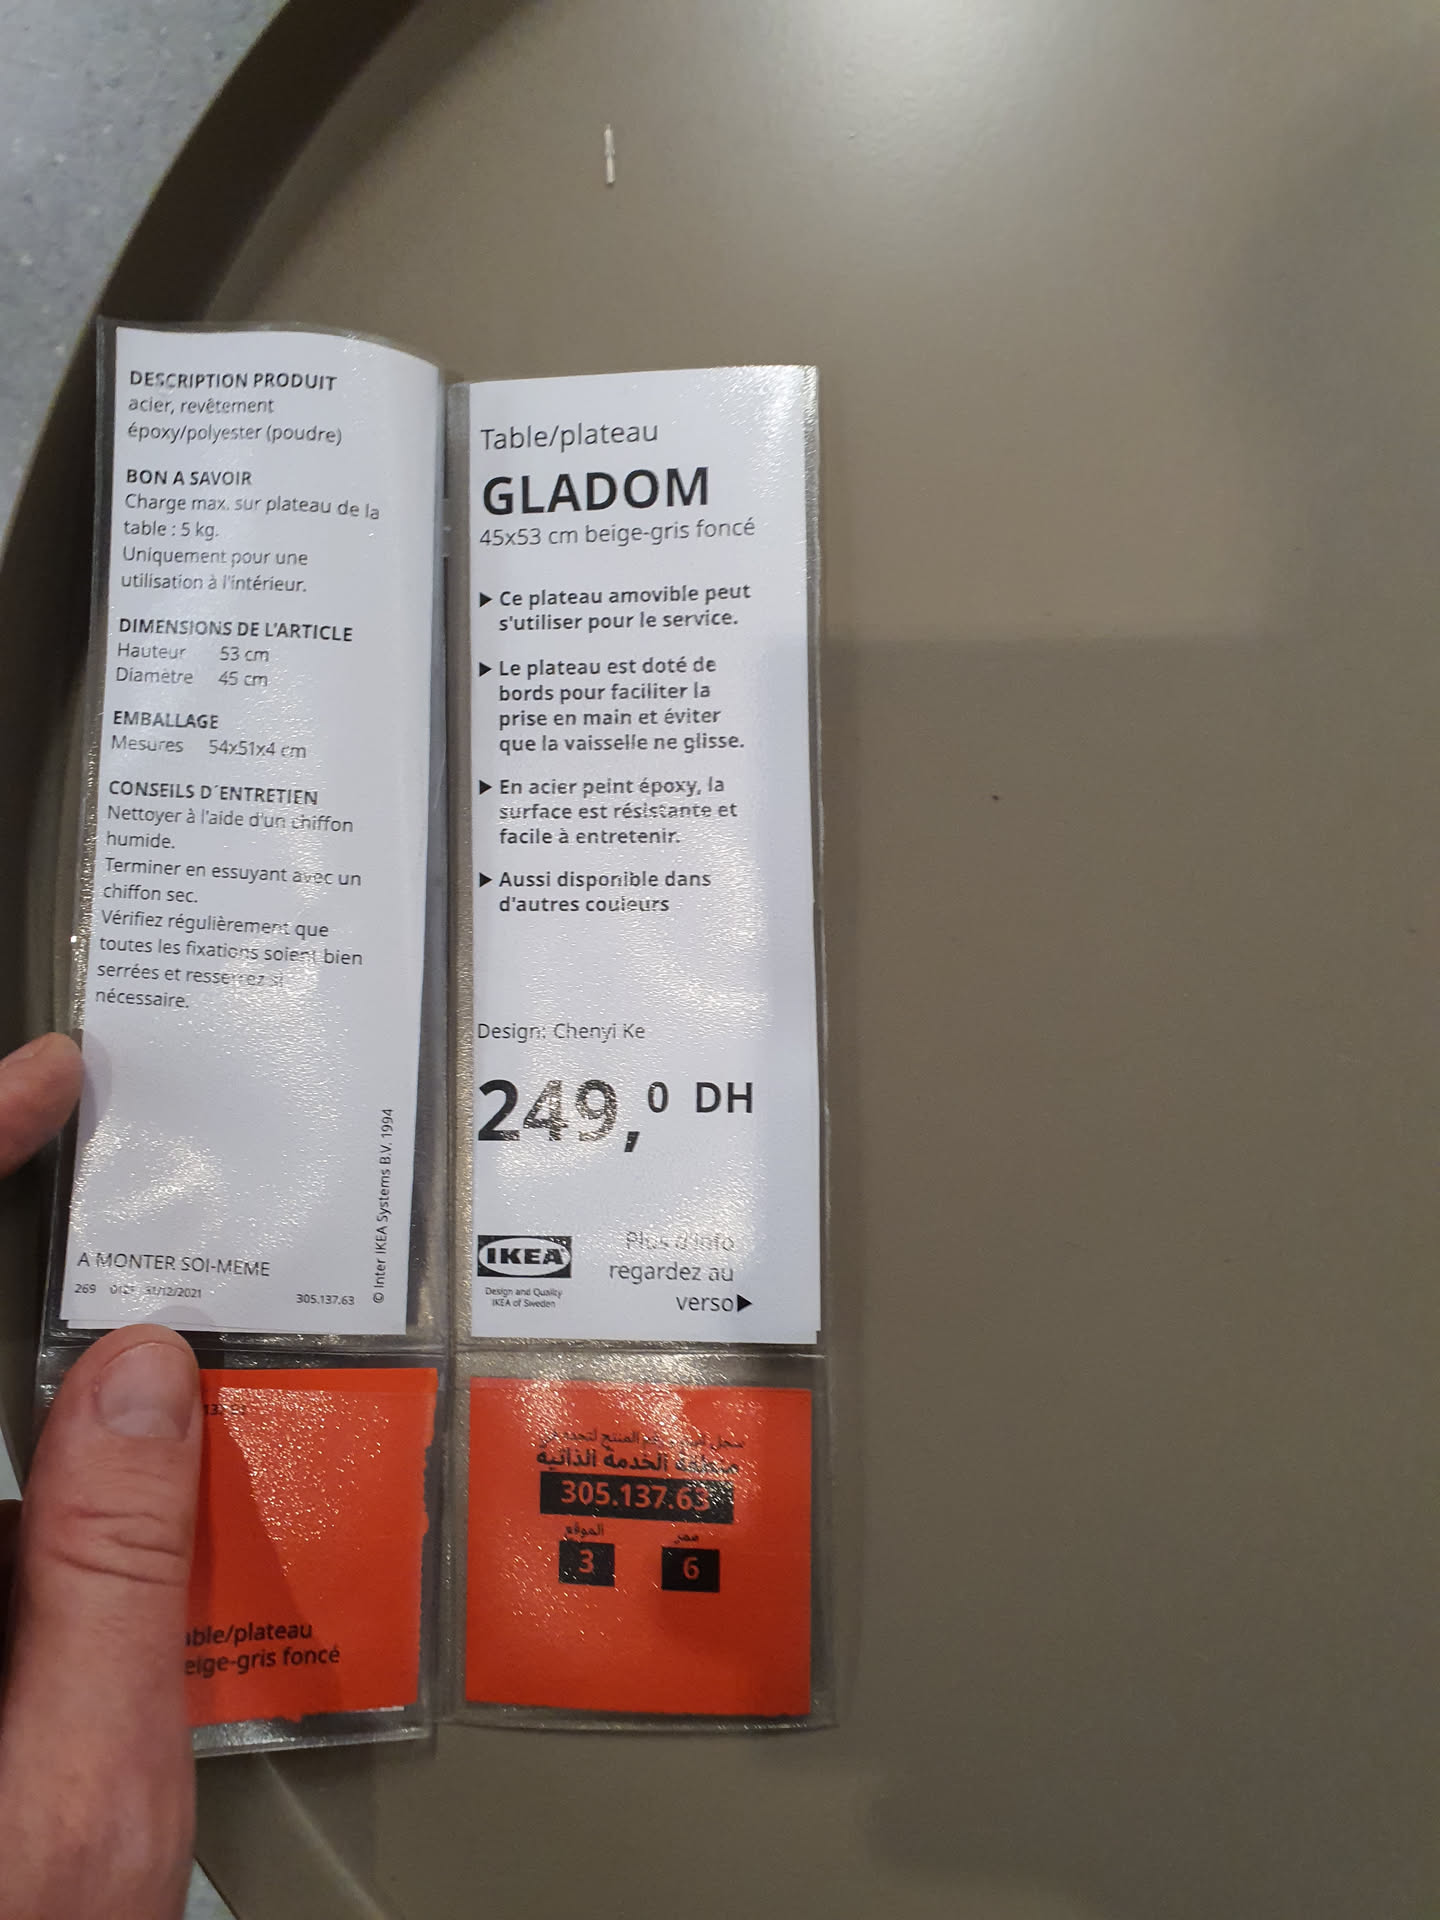 DESCRIPTION PRODUIT
acier, revêtement
époxy/polyester (poudre)
BON A SAVOIR
Charge max. sur plateau de la
table : 5 kg.
Uniquement pour une
utilisation à l'intérieur.
DIMENSIONS DE L'ARTICLE
Hauteur 53 cm
Diamètre 45 cm
EMBALLAGE
Mesures 54x51x4 cm
CONSEILS D´ENTRETIEN
Nettoyer à l'aide d'un chiffon
humide.
Terminer en essuyant avec un
chiffon sec.
Vérifiez régulièrement que
toutes les fixations soient bien
serrées et resserrez si
nécessaire.
A MONTER SOI-MEME
269 31/12/2021 305.137.63
© Inter IKEA Systems B.V. 1994
Table/plateau
GLADOM
45x53 cm beige-gris foncé
▶ Ce plateau amovible peut
s'utiliser pour le service.
▶ Le plateau est doté de
bords pour faciliter la
prise en main et éviter
que la vaisselle ne glisse.
▶ En acier peint époxy, la
surface est résistante et
facile à entretenir.
▶ Aussi disponible dans
d'autres couleurs
Design: Chenyi Ke
249,0 DH
IKEA
Design and Quality
IKEA of Sweden
Plus d'info
regardez au
verso▶
able/plateau
eige-gris foncé
المنتج
منطقة الخدمة الذاتية
305.137.63
الموقع ممر
3 6